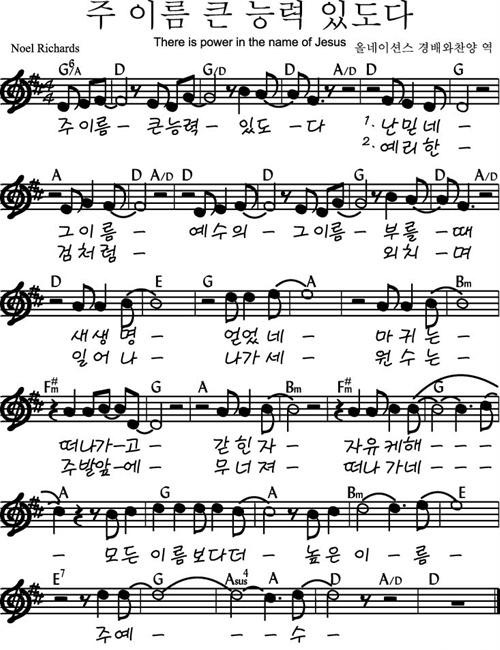 주 이름 큰 능력 있도다
Noel Richards
There is power in the name of Jesus
올네이션스 경배와찬양 역
G6/A D G/D D A/D D G
주이름 - 큰능력 - 있도 - 다 1. 난믿네 -
2. 예리한 -
A D A/D D G D A
그이름 - 예수의 - 그이름 - 부를 - 때
검처럼 - 외치 - 며
D E G A Bm
새생명 - 얻었네 - 마귀는 -
일어나 - 나가세 - 원수는 -
F#m G A Bm F#m G
떠나가-고 - 갇힌자 - 자유케해 - - - -
주발앞-에 - 무너져 - 떠나가네 - - -
A G A Bm E
- 모든이름보다더 - 높은이 - 름 -
E7 G Asus4 A D A/D D
주예 - - - 수 -